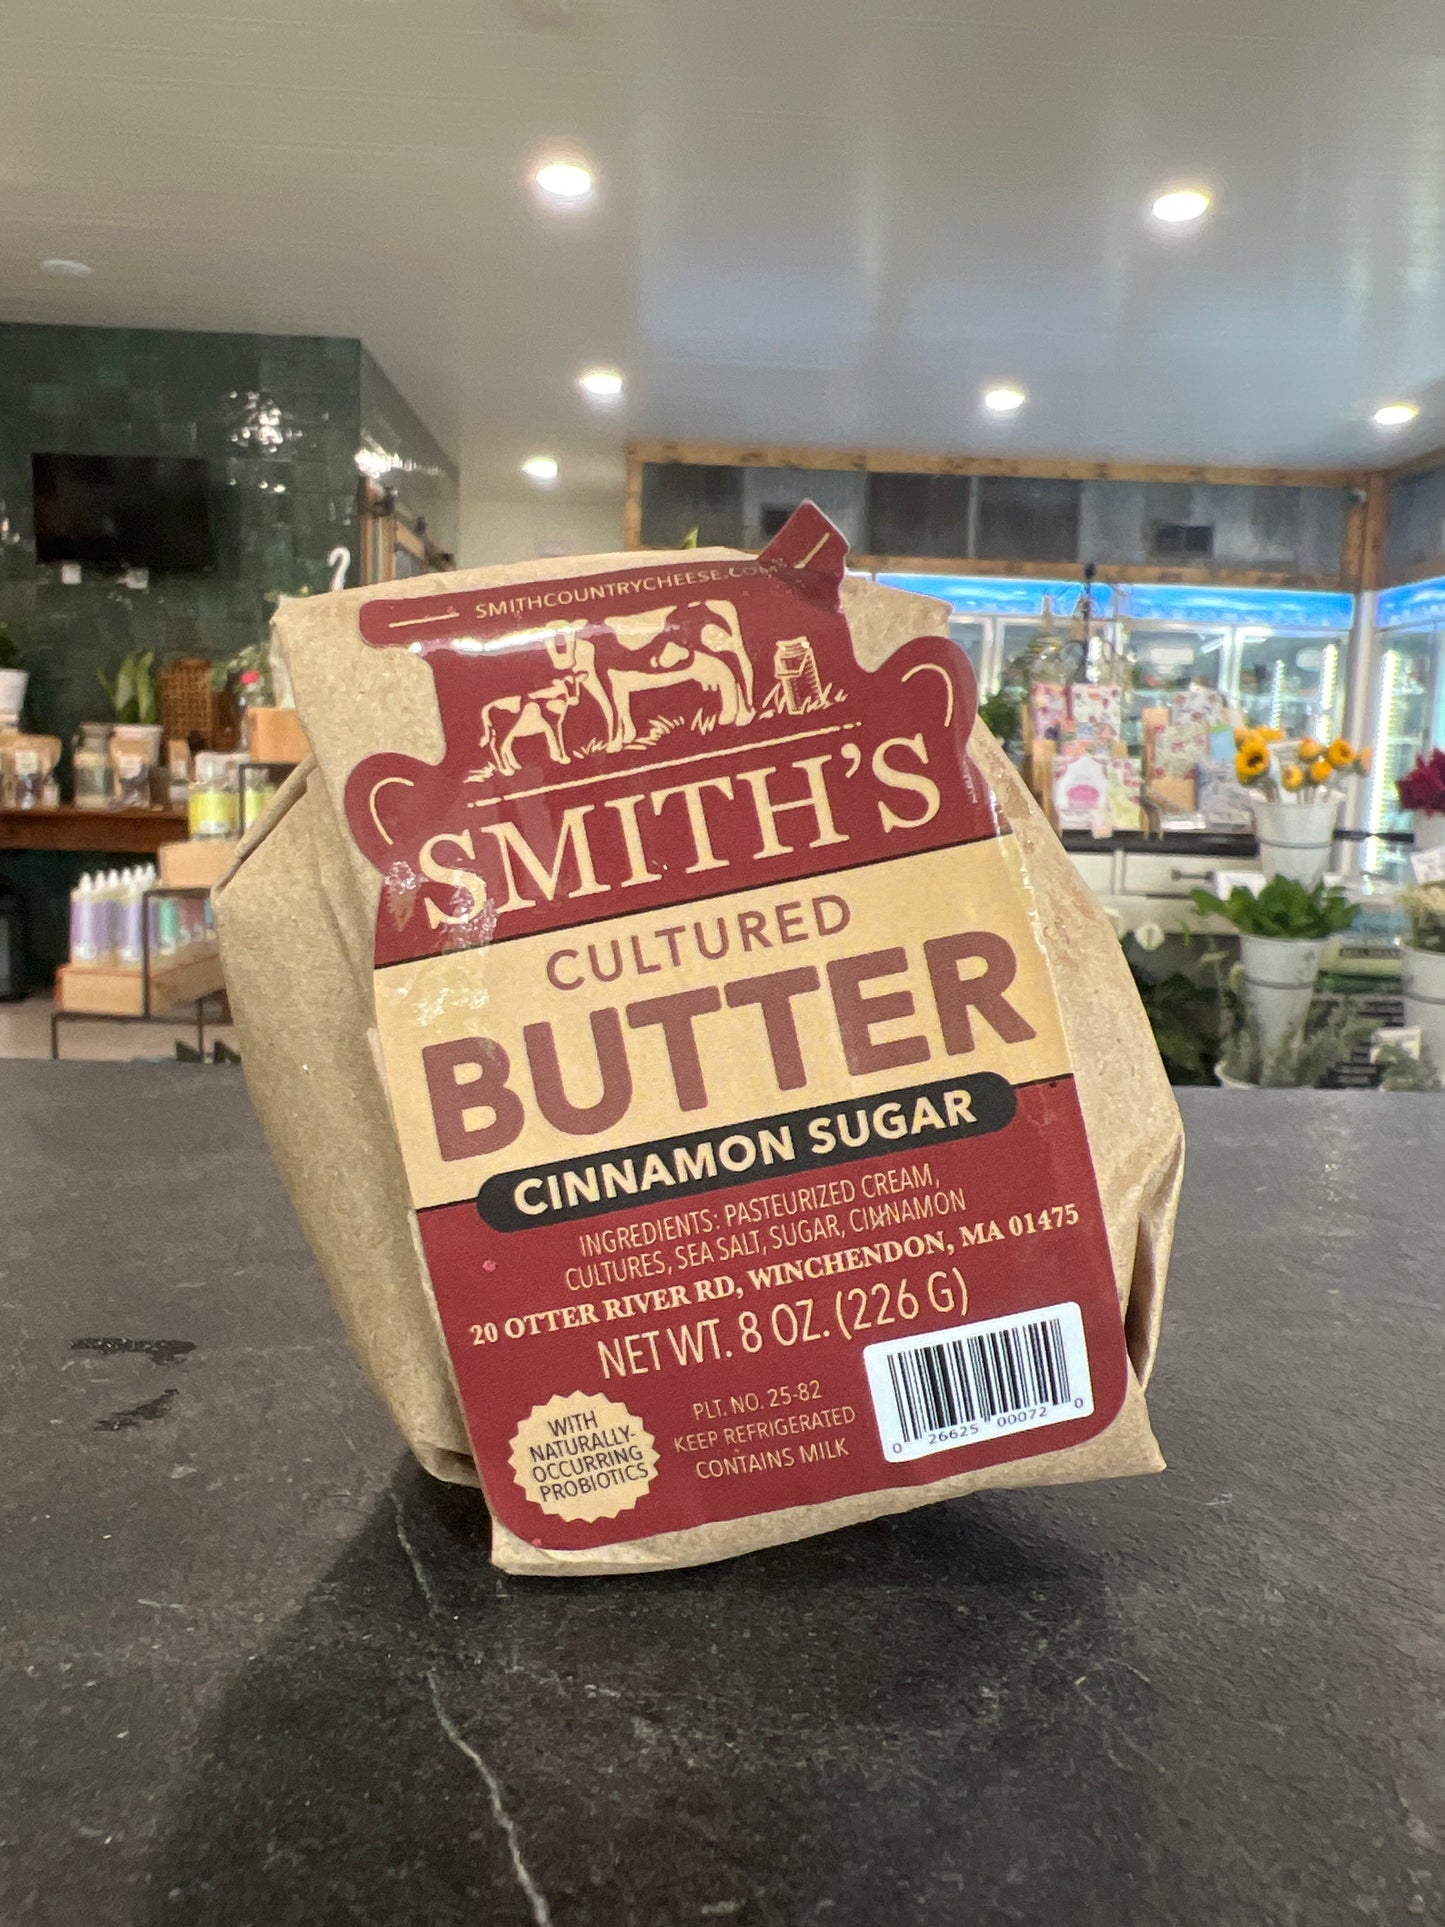 SMITHCOUNTRYCHEESE.COM
SMITH'S
CULTURED
BUTTER
CINNAMON SUGAR
INGREDIENTS: PASTEURIZED CREAM,
CULTURES, SEA SALT, SUGAR, CINNAMON
20 OTTER RIVER RD, WINCHENDON, MA 01475
NET WT. 8 OZ. (226 G)
WITH
NATURALLY-
OCCURRING
PROBIOTICS
PLT. NO. 25-82
KEEP REFRIGERATED
CONTAINS MILK
0 26625 00072 0